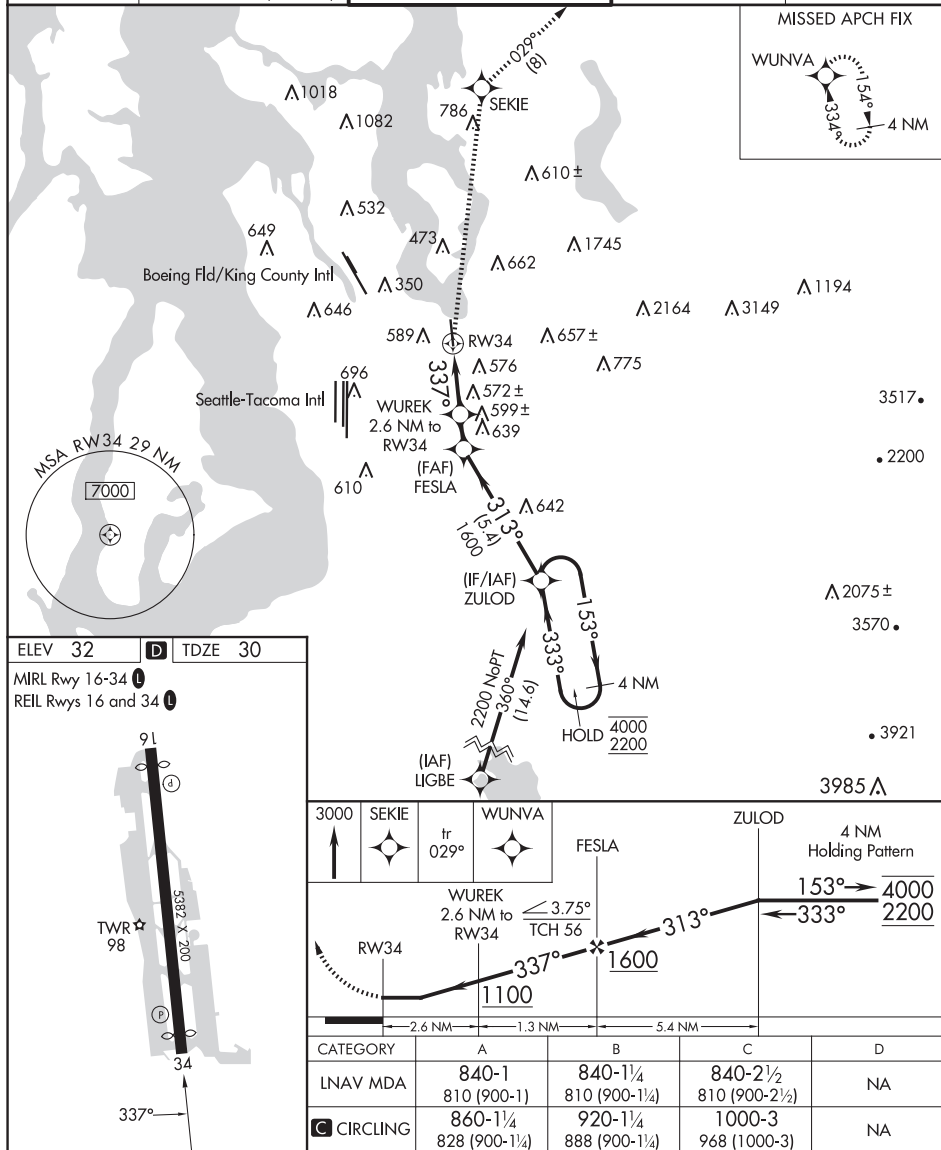 MISSED APCH FIX
WUNVA
154°
334°
4 NM
029°
(8)
SEKIE
1018
1082
786
610 ±
532
649
473
1745
662
Boeing Fld/King County Intl
350
646
2164
3149
1194
589
RW34
657 ±
576
775
337°
696
572 ±
Seattle-Tacoma Intl
WUREK
2.6 NM to
RW34
599 ±
639
3517
2200
MSA RW34 29 NM
7000
(FAF)
FESLA
610
313°
(5.4)
1600
642
(IF/IAF)
ZULOD
2075 ±
153°
333°
3570
4 NM
HOLD
4000
2200
2200 NoPT
360°
(14.6)
(IAF)
LIGBE
3921
3985
ELEV 32 D TDZE 30
MIRL Rwy 16-34 L
REIL Rwys 16 and 34 L
16
P
5382 X 200
TWR
98
P
34
337°
3000
SEKIE
tr
029°
WUNVA
FESLA
ZULOD
4 NM
Holding Pattern
153°
4000
333°
2200
WUREK
2.6 NM to
RW34
3.75°
TCH 56
RW34
313°
337°
1600
1100
2.6 NM 1.3 NM 5.4 NM
CATEGORY A B C D
LNAV MDA 840-1 840-1¼ 840-2½ NA
810 (900-1) 810 (900-1¼) 810 (900-2½)
C CIRCLING 860-1¼ 920-1¼ 1000-3 NA
828 (900-1¼) 888 (900-1¼) 968 (1000-3)